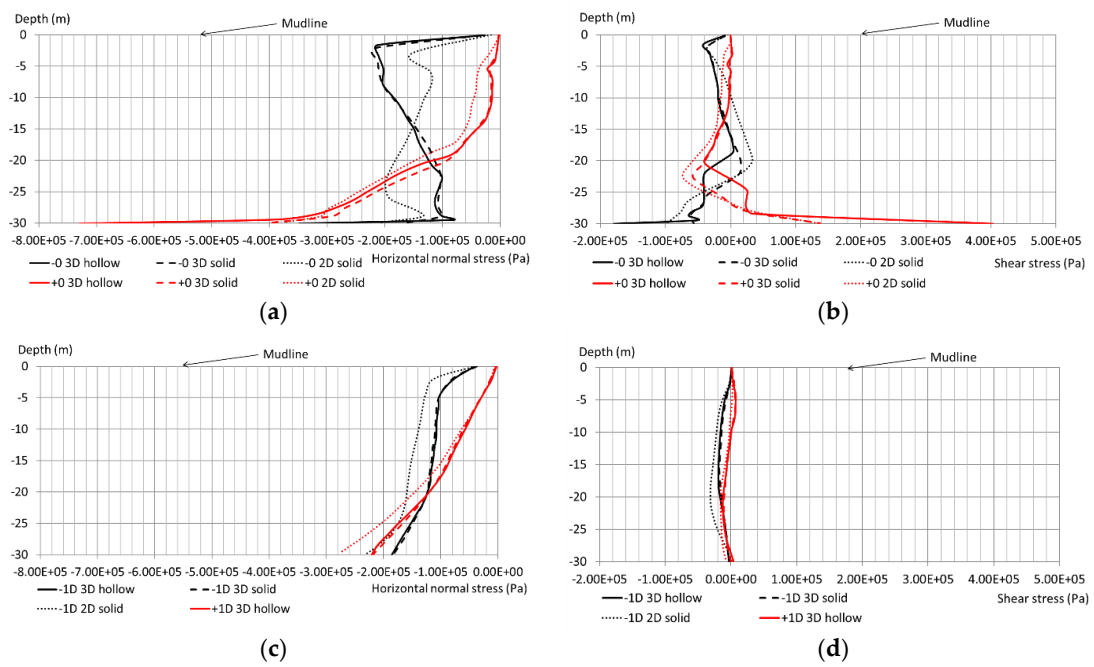 Depth (m)
Mudline
0
-5
-10
-15
-20
-25
-30
-8.00E+05 -7.00E+05 -6.00E+05 -5.00E+05 -4.00E+05 -3.00E+05 -2.00E+05 -1.00E+05 0.00E+00
Horizontal normal stress (Pa)
-0 3D hollow -0 3D solid -0 2D solid
+0 3D hollow +0 3D solid +0 2D solid
(a)
Depth (m)
Mudline
0
-5
-10
-15
-20
-25
-30
-2.00E+05 -1.00E+05 0.00E+00 1.00E+05 2.00E+05 3.00E+05 4.00E+05 5.00E+05
Shear stress (Pa)
-0 3D hollow -0 3D solid -0 2D solid
+0 3D hollow +0 3D solid +0 2D solid
(b)
Depth (m)
Mudline
0
-5
-10
-15
-20
-25
-30
-8.00E+05 -7.00E+05 -6.00E+05 -5.00E+05 -4.00E+05 -3.00E+05 -2.00E+05 -1.00E+05 0.00E+00
Horizontal normal stress (Pa)
-1D 3D hollow -1D 3D solid
-1D 2D solid +1D 3D hollow
(c)
Depth (m)
Mudline
0
-5
-10
-15
-20
-25
-30
-2.00E+05 -1.00E+05 0.00E+00 1.00E+05 2.00E+05 3.00E+05 4.00E+05 5.00E+05
Shear stress (Pa)
-1D 3D hollow -1D 3D solid
-1D 2D solid +1D 3D hollow
(d)